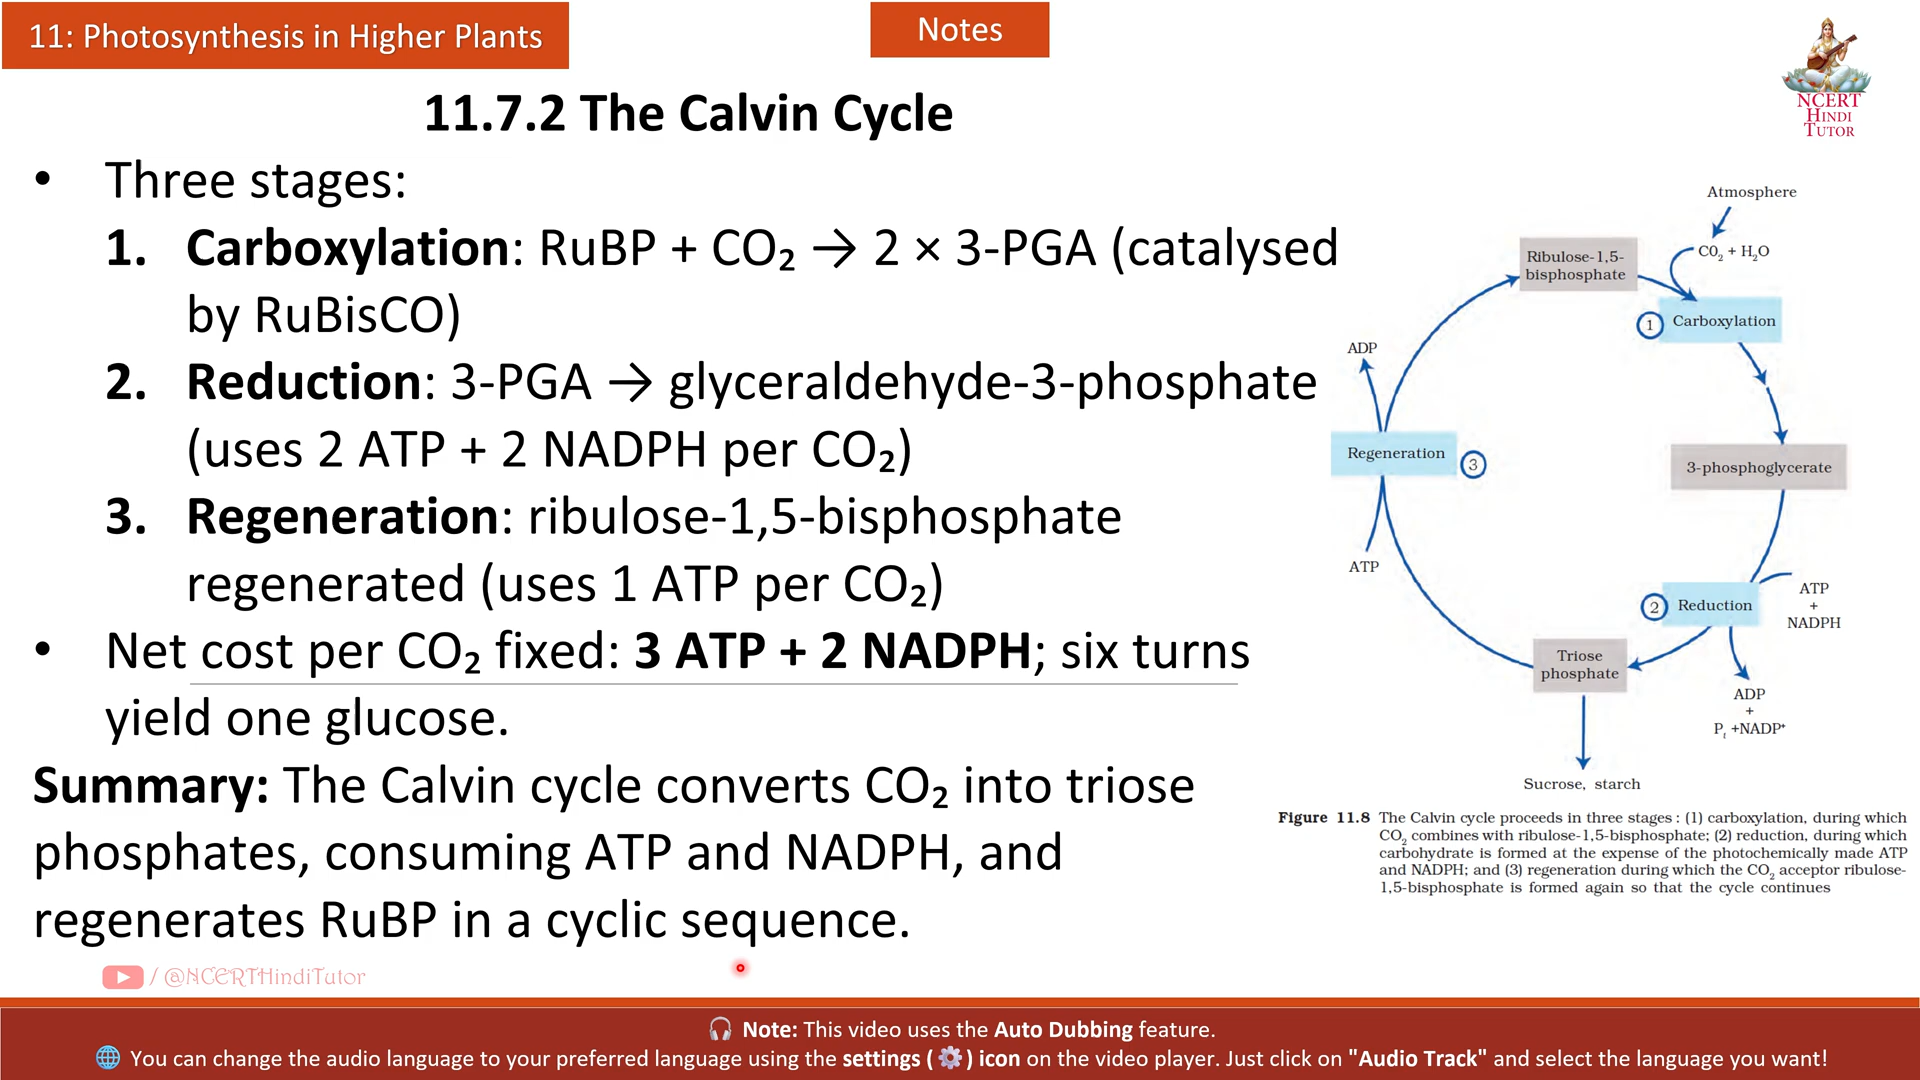 11: Photosynthesis in Higher Plants
Notes
NCERT
HINDI
TUTOR
11.7.2 The Calvin Cycle
• Three stages:
1. Carboxylation: RuBP + CO₂ → 2 × 3-PGA (catalysed
by RuBisCO)
2. Reduction: 3-PGA → glyceraldehyde-3-phosphate
(uses 2 ATP + 2 NADPH per CO₂)
3. Regeneration: ribulose-1,5-bisphosphate
regenerated (uses 1 ATP per CO₂)
• Net cost per CO₂ fixed: 3 ATP + 2 NADPH; six turns
yield one glucose.
Summary: The Calvin cycle converts CO₂ into triose
phosphates, consuming ATP and NADPH, and
regenerates RuBP in a cyclic sequence.
Atmosphere
CO₂ + H₂O
Ribulose-1,5-
bisphosphate
1 Carboxylation
ADP
Regeneration 3
3-phosphoglycerate
ATP
2 Reduction
ATP
+
NADPH
Triose
phosphate
ADP
+
Pᵢ +NADP⁺
Sucrose, starch
Figure 11.8 The Calvin cycle proceeds in three stages : (1) carboxylation, during which
CO₂ combines with ribulose-1,5-bisphosphate; (2) reduction, during which
carbohydrate is formed at the expense of the photochemically made ATP
and NADPH; and (3) regeneration during which the CO₂ acceptor ribulose-
1,5-bisphosphate is formed again so that the cycle continues
/ @NCERTHindiTutor
🎧 Note: This video uses the Auto Dubbing feature.
🌐 You can change the audio language to your preferred language using the settings ( ⚙️ ) icon on the video player. Just click on "Audio Track" and select the language you want!